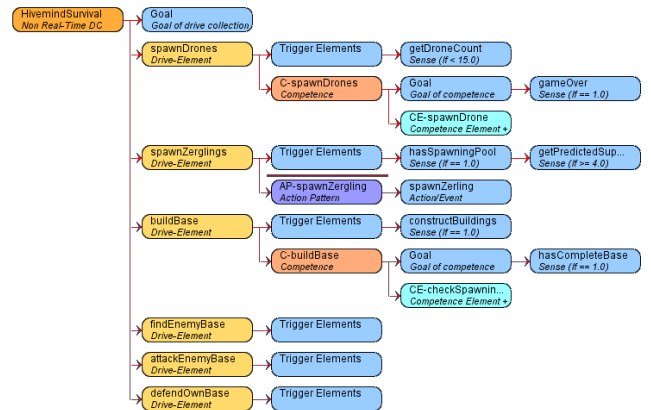 HivemindSurvival
Non Real-Time DC
Goal
Goal of drive collection
spawnDrones
Drive-Element
Trigger Elements
getDroneCount
Sense (If < 15.0)
C-spawnDrones
Competence
Goal
Goal of competence
gameOver
Sense (If == 1.0)
CE-spawnDrone
Competence Element +
spawnZerglings
Drive-Element
Trigger Elements
hasSpawningPool
Sense (If == 1.0)
getPredictedSup...
Sense (If >= 4.0)
AP-spawnZergling
Action Pattern
spawnZerling
Action/Event
buildBase
Drive-Element
Trigger Elements
constructBuildings
Sense (If == 1.0)
C-buildBase
Competence
Goal
Goal of competence
hasCompleteBase
Sense (If == 1.0)
CE-checkSpawnin...
Competence Element +
findEnemyBase
Drive-Element
Trigger Elements
attackEnemyBase
Drive-Element
Trigger Elements
defendOwnBase
Drive-Element
Trigger Elements